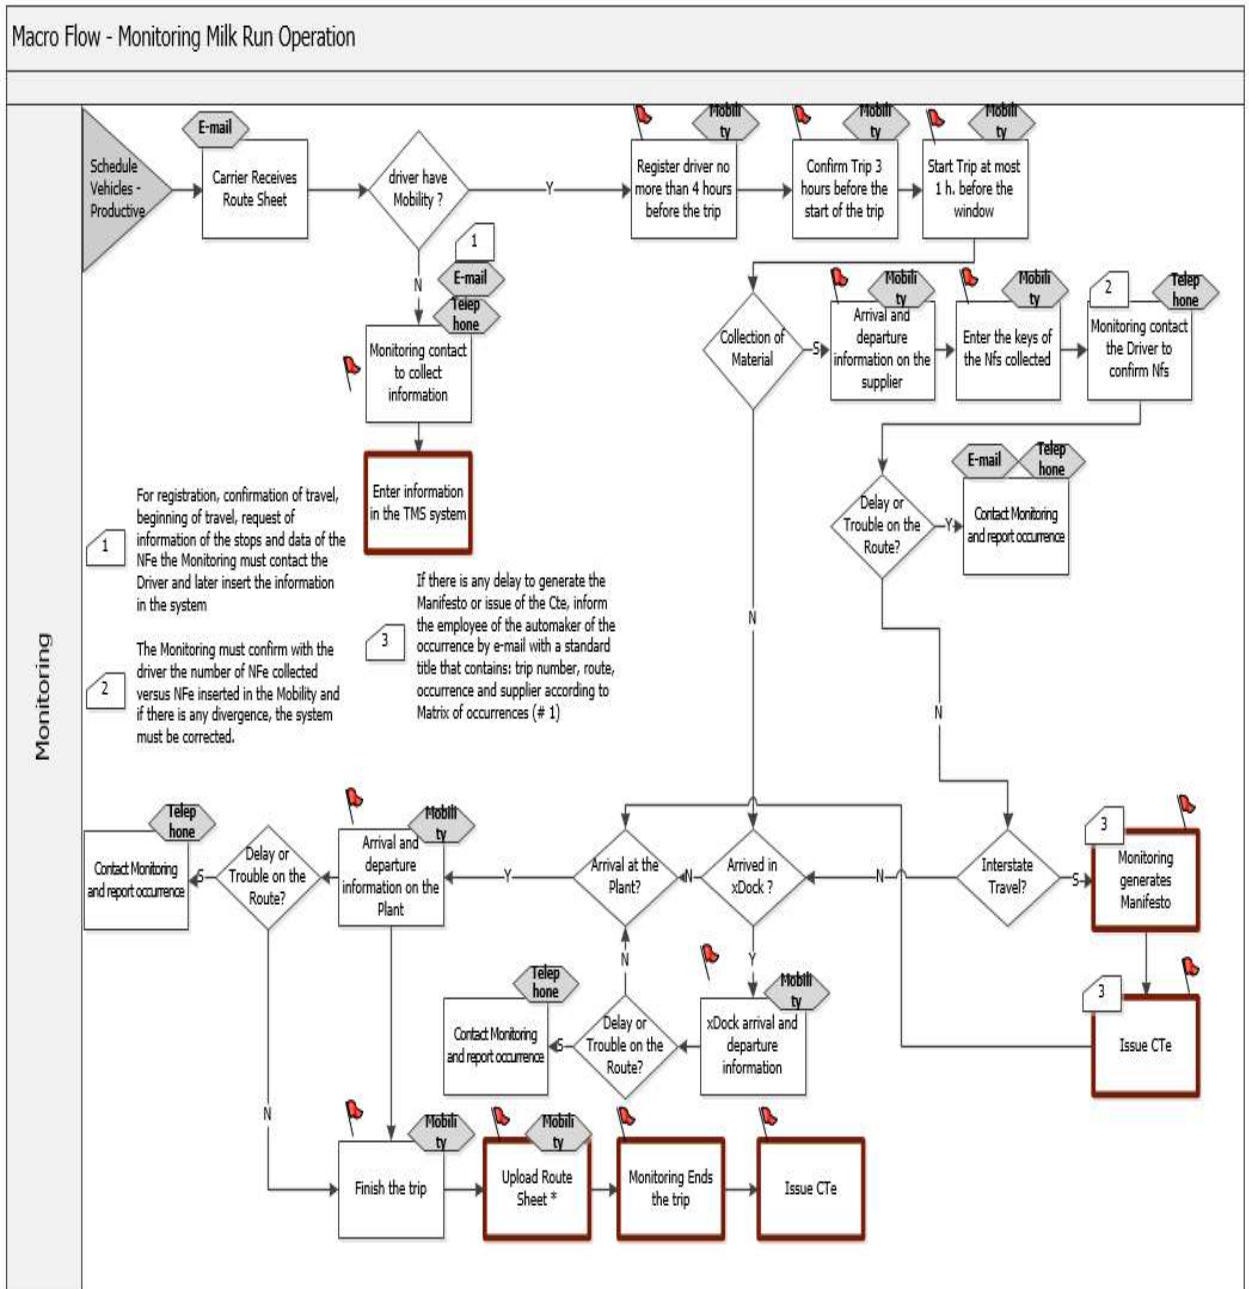 Macro Flow - Monitoring Milk Run Operation
Monitoring
Schedule
Vehicles -
Productive
E-mail
Carrier Receives
Route Sheet
driver have
Mobility ?
Y
Mobili
ty
Register driver no
more than 4 hours
before the trip
Mobili
ty
Confirm Trip 3
hours before the
start of the trip
Mobili
ty
Start Trip at most
1 h. before the
window
N
1
E-mail
Telep
hone
Monitoring contact
to collect
information
Enter information
in the TMS system
Collection of
Material
S
Mobili
ty
Arrival and
departure
information on the
supplier
Mobili
ty
Enter the keys of
the Nfs collected
2
Telep
hone
Monitoring contact
the Driver to
confirm Nfs
Delay or
Trouble on the
Route?
Y
E-mail
Telep
hone
Contact Monitoring
and report occurrence
1
For registration, confirmation of travel,
beginning of travel, request of
information of the stops and data of the
NFe the Monitoring must contact the
Driver and later insert the information
in the system
2
The Monitoring must confirm with the
driver the number of NFe collected
versus NFe inserted in the Mobility and
if there is any divergence, the system
must be corrected.
3
If there is any delay to generate the
Manifesto or issue of the Cte, inform
the employee of the automaker of the
occurrence by e-mail with a standard
title that contains: trip number, route,
occurrence and supplier according to
Matrix of occurrences (# 1)
N
N
Telep
hone
Contact Monitoring
and report occurrence
S
Delay or
Trouble on the
Route?
Mobili
ty
Arrival and
departure
information on the
Plant
Y
Arrival at the
Plant?
N
Arrived in
xDock ?
N
Interstate
Travel?
S
3
Monitoring
generates
Manifesto
N
Y
Telep
hone
Contact Monitoring
and report occurrence
S
Delay or
Trouble on the
Route?
Mobili
ty
xDock arrival and
departure
information
3
Issue CTe
N
Mobili
ty
Finish the trip
Mobili
ty
Upload Route
Sheet *
Monitoring Ends
the trip
Issue CTe